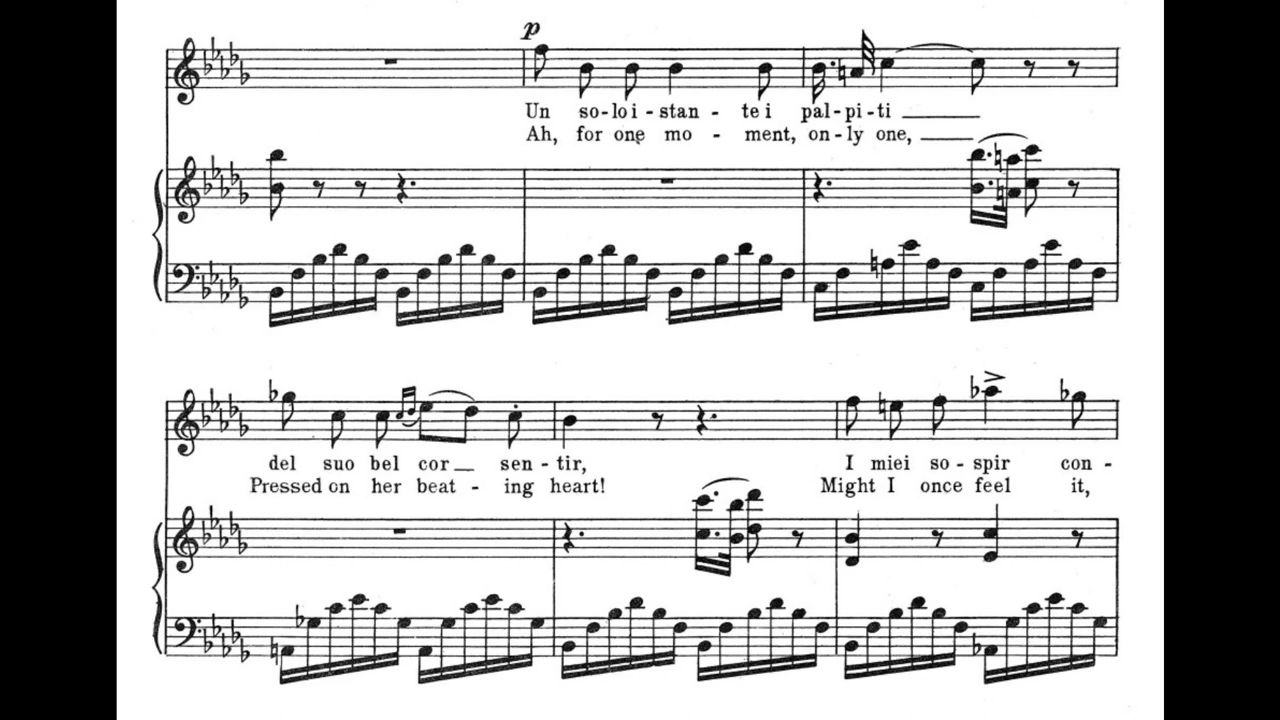 p
Un so-lo i-stan-te i pal-pi-ti
Ah, for one mo-ment, on-ly one,
del suo bel cor sen-tir,
Pressed on her beat-ing heart!
I miei so-spir con-
Might I once feel it,